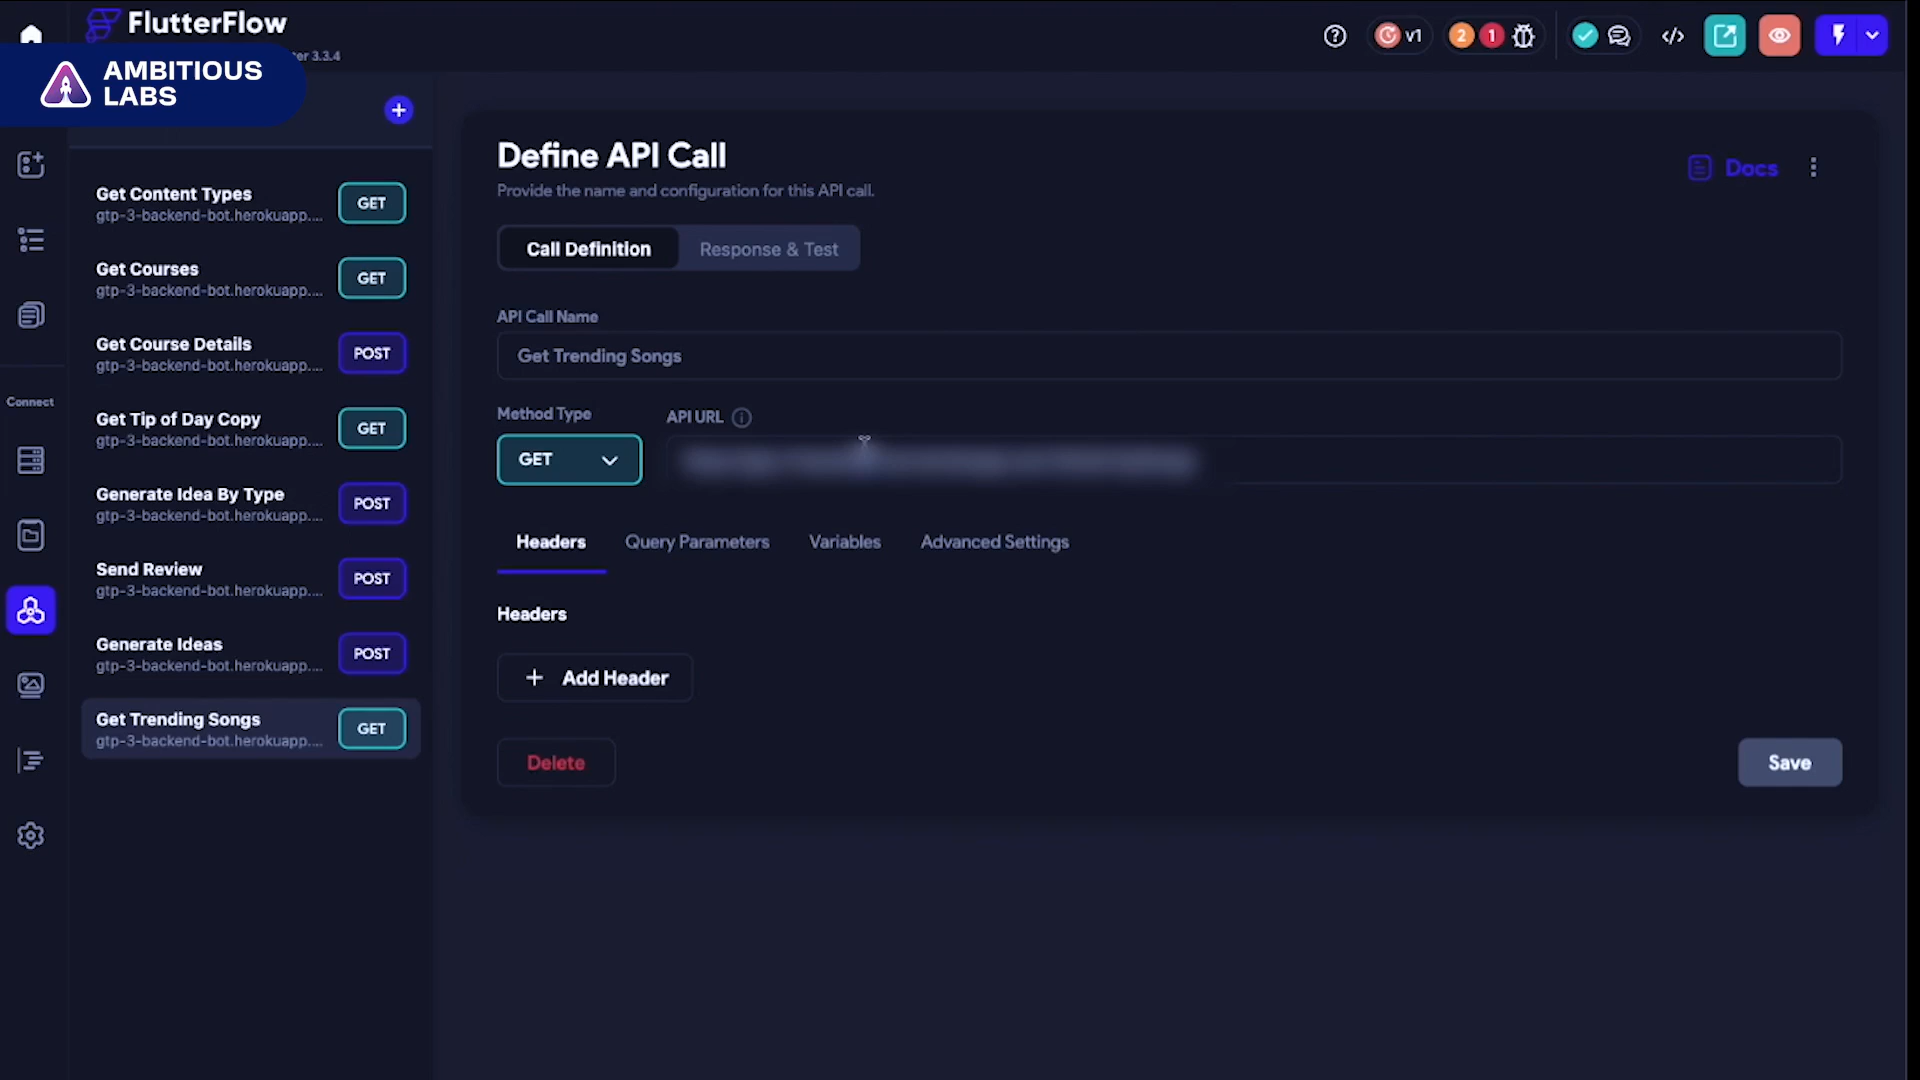 FlutterFlow
ter 3.3.4
AMBITIOUS
LABS
v1
2
1
Define API Call
Docs
Provide the name and configuration for this API call.
Call Definition
Response & Test
API Call Name
Get Trending Songs
Method Type
API URL
GET
Headers
Query Parameters
Variables
Advanced Settings
Headers
+ Add Header
Delete
Save
Connect
Get Content Types
gtp-3-backend-bot.herokuapp....
GET
Get Courses
gtp-3-backend-bot.herokuapp....
GET
Get Course Details
gtp-3-backend-bot.herokuapp....
POST
Get Tip of Day Copy
gtp-3-backend-bot.herokuapp....
GET
Generate Idea By Type
gtp-3-backend-bot.herokuapp....
POST
Send Review
gtp-3-backend-bot.herokuapp....
POST
Generate Ideas
gtp-3-backend-bot.herokuapp....
POST
Get Trending Songs
gtp-3-backend-bot.herokuapp....
GET